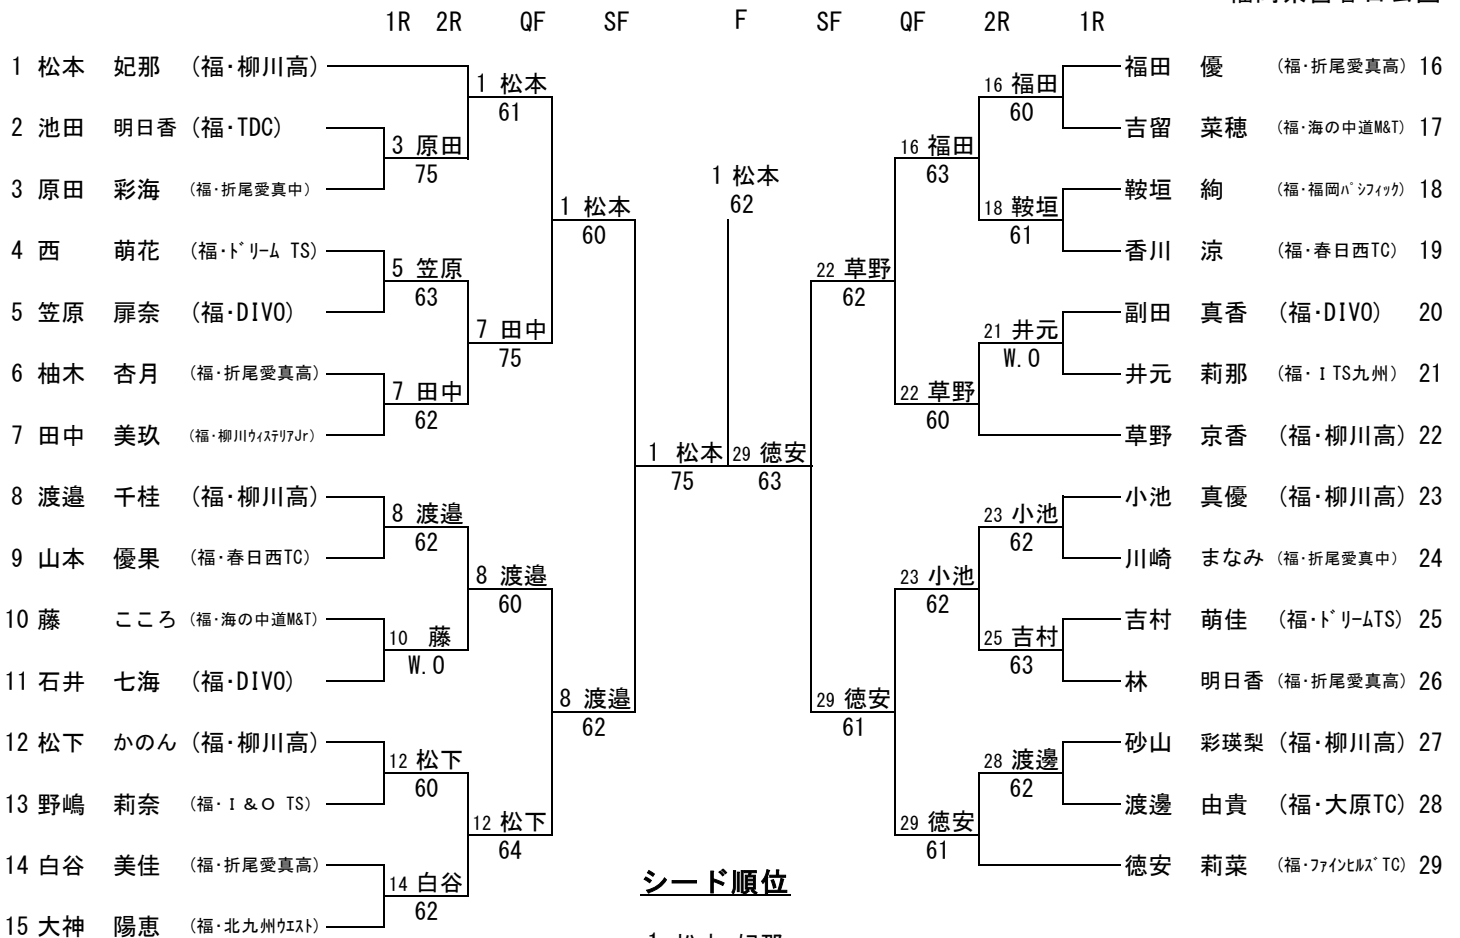 1R 2R QF SF F SF QF 2R 1R
1 松本 妃那 (福・柳川高)
2 池田 明日香 (福・TDC)
3 原田 彩海 (福・折尾愛真中)
4 西 萌花 (福・ﾄﾞﾘｰﾑ TS)
5 笠原 扉奈 (福・DIVO)
6 柚木 杏月 (福・折尾愛真高)
7 田中 美玖 (福・柳川ｳｨｽﾃﾘｱJr)
8 渡邉 千桂 (福・柳川高)
9 山本 優果 (福・春日西TC)
10 藤 こころ (福・海の中道M&T)
11 石井 七海 (福・DIVO)
12 松下 かのん (福・柳川高)
13 野嶋 莉奈 (福・Ｉ＆Ｏ TS)
14 白谷 美佳 (福・折尾愛真高)
15 大神 陽恵 (福・北九州ｳｴｽﾄ)
3 原田
75
5 笠原
63
7 田中
62
8 渡邉
62
10 藤
W.O
12 松下
60
14 白谷
62
1 松本
61
7 田中
75
8 渡邉
60
12 松下
64
1 松本
60
8 渡邉
62
1 松本
75
1 松本
62
29 徳安
63
22 草野
62
29 徳安
61
16 福田
63
22 草野
60
23 小池
62
29 徳安
61
16 福田
60
18 鞍垣
61
21 井元
W.O
23 小池
62
25 吉村
63
28 渡邊
62
福田 優 (福・折尾愛真高) 16
吉留 菜穂 (福・海の中道M&T) 17
鞍垣 絢 (福・福岡ﾊﾟｼﾌｨｯｸ) 18
香川 涼 (福・春日西TC) 19
副田 真香 (福・DIVO) 20
井元 莉那 (福・ＩTS九州) 21
草野 京香 (福・柳川高) 22
小池 真優 (福・柳川高) 23
川崎 まなみ (福・折尾愛真中) 24
吉村 萌佳 (福・ﾄﾞﾘｰﾑTS) 25
林 明日香 (福・折尾愛真高) 26
砂山 彩瑛梨 (福・柳川高) 27
渡邊 由貴 (福・大原TC) 28
徳安 莉菜 (福・ﾌｧｲﾝﾋﾙｽﾞTC) 29
シード順位